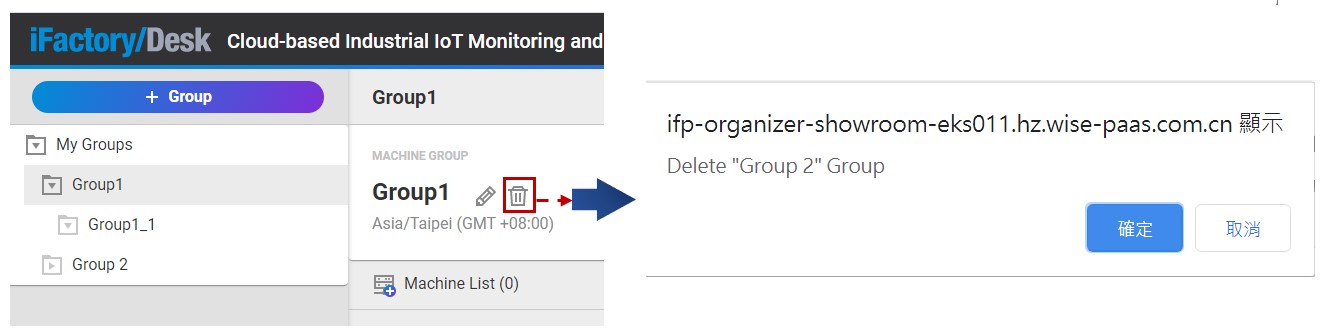 iFactory/Desk Cloud-based Industrial IoT Monitoring and
+ Group
My Groups
Group1
Group1_1
Group 2
Group1
MACHINE GROUP
Group1
Asia/Taipei (GMT +08:00)
Machine List (0)
ifp-organizer-showroom-eks011.hz.wise-paas.com.cn 顯示
Delete "Group 2" Group
確定
取消